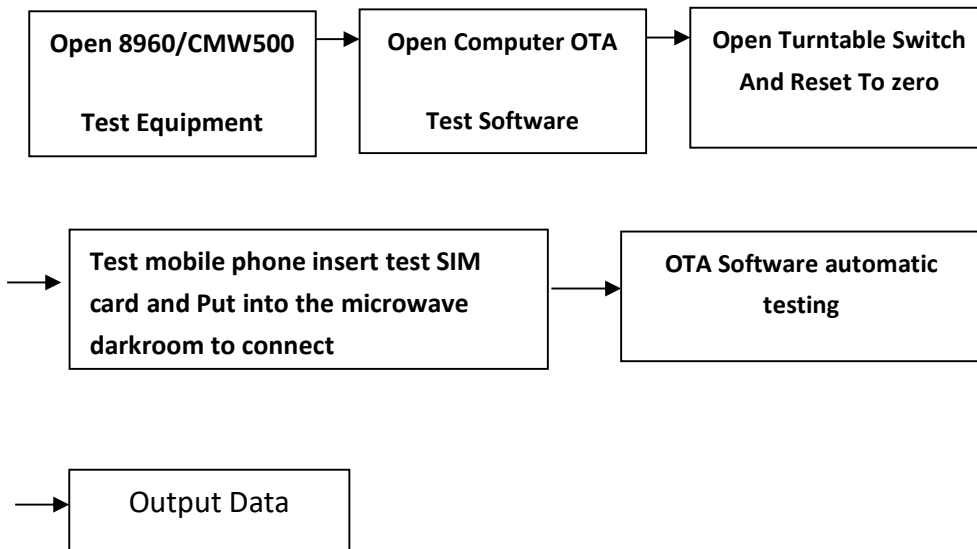 Open 8960/CMW500
Test Equipment
Open Computer OTA
Test Software
Open Turntable Switch
And Reset To zero
Test mobile phone insert test SIM
card and Put into the microwave
darkroom to connect
OTA Software automatic
testing
Output Data